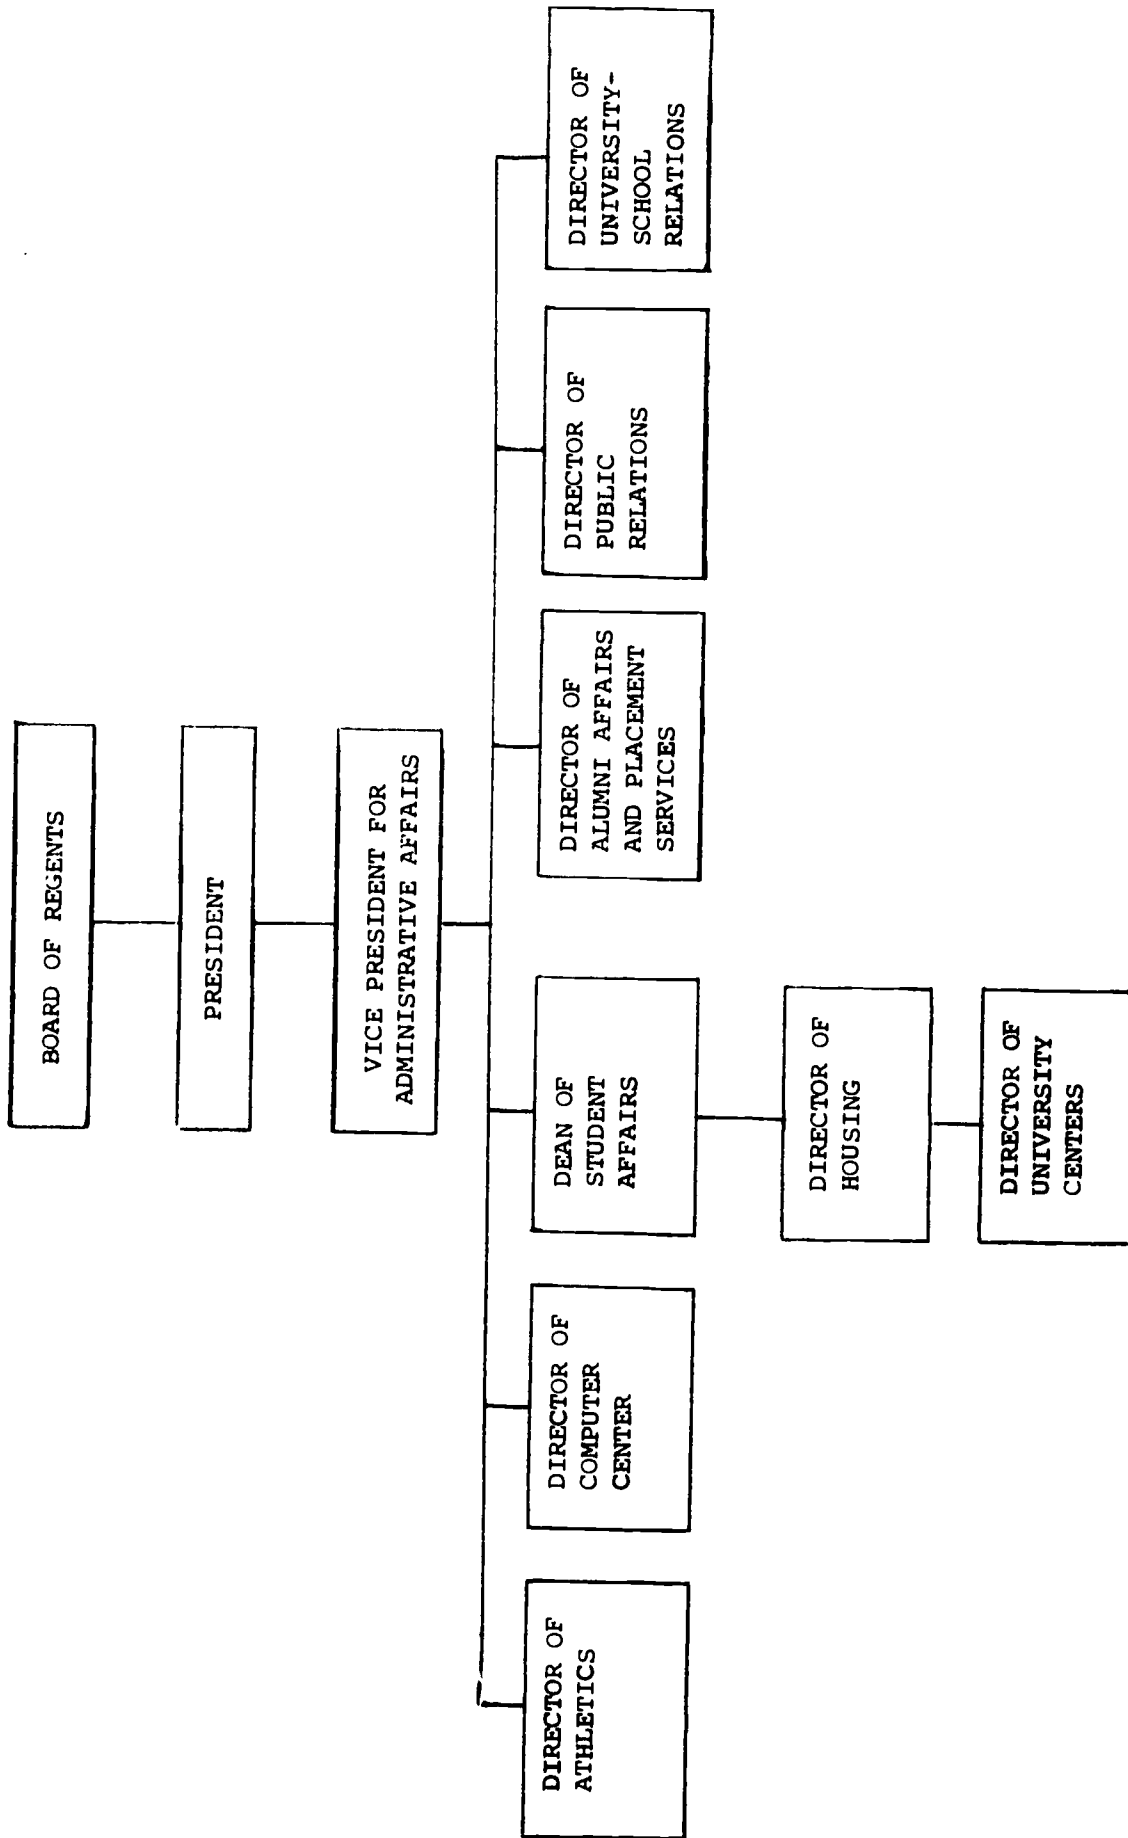 BOARD OF REGENTS
PRESIDENT
VICE PRESIDENT FOR
ADMINISTRATIVE AFFAIRS
DIRECTOR OF
ATHLETICS
DIRECTOR OF
COMPUTER
CENTER
DEAN OF
STUDENT
AFFAIRS
DIRECTOR OF
ALUMNI AFFAIRS
AND PLACEMENT
SERVICES
DIRECTOR OF
PUBLIC
RELATIONS
DIRECTOR OF
UNIVERSITY-
SCHOOL
RELATIONS
DIRECTOR OF
HOUSING
DIRECTOR OF
UNIVERSITY
CENTERS